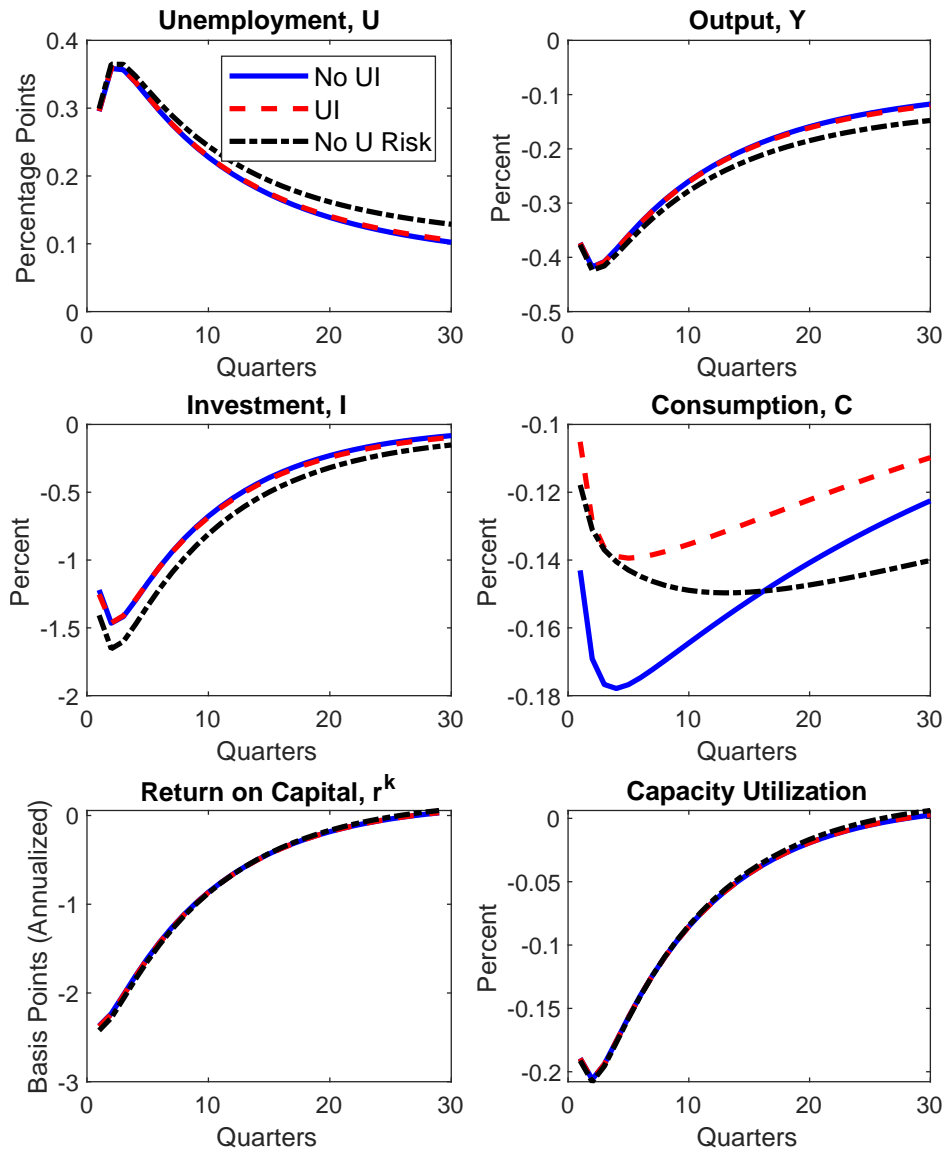 Unemployment, U
0.4
0.3
0.2
0.1
0
Percentage Points
0 10 20 30
Quarters
No UI
UI
No U Risk
Output, Y
0
-0.1
-0.2
-0.3
-0.4
-0.5
Percent
0 10 20 30
Quarters
Investment, I
0
-0.5
-1
-1.5
-2
Percent
0 10 20 30
Quarters
Consumption, C
-0.1
-0.12
-0.14
-0.16
-0.18
Percent
0 10 20 30
Quarters
Return on Capital, r^k
0
-1
-2
-3
Basis Points (Annualized)
0 10 20 30
Quarters
Capacity Utilization
0
-0.05
-0.1
-0.15
-0.2
Percent
0 10 20 30
Quarters